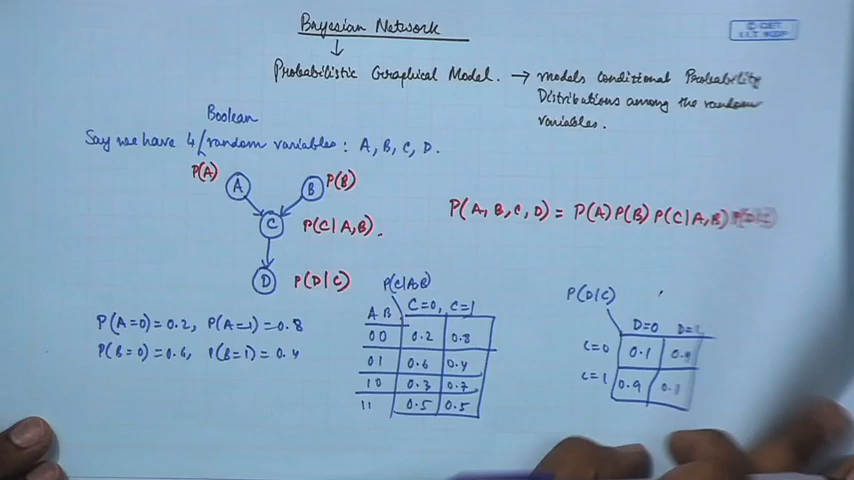 Bayesian Network
© CET
I.I.T. KGP
Probabilistic Graphical Model. → models Conditional Probability
Distributions among the random
variables.
Boolean
Say we have 4 random variables: A, B, C, D.
P(A) A B P(B)
C P(C|A,B).
D P(D|C)
P(A,B,C,D) = P(A)P(B)P(C|A,B)P(D|C)
P(A=0)=0.2, P(A=1)=0.8
P(B=0)=0.6, P(B=1)=0.4
P(C|A,B)
A B C=0, C=1
00 0.2 0.8
01 0.6 0.4
10 0.3 0.7
11 0.5 0.5
P(D|C)
D=0
C=0 0.1 0.9
C=1 0.9 0.1